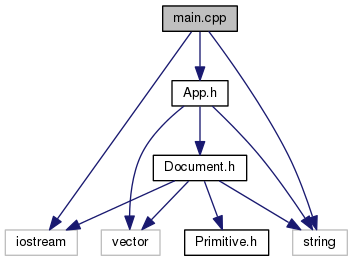 main.cpp
App.h
Document.h
iostream
vector
Primitive.h
string